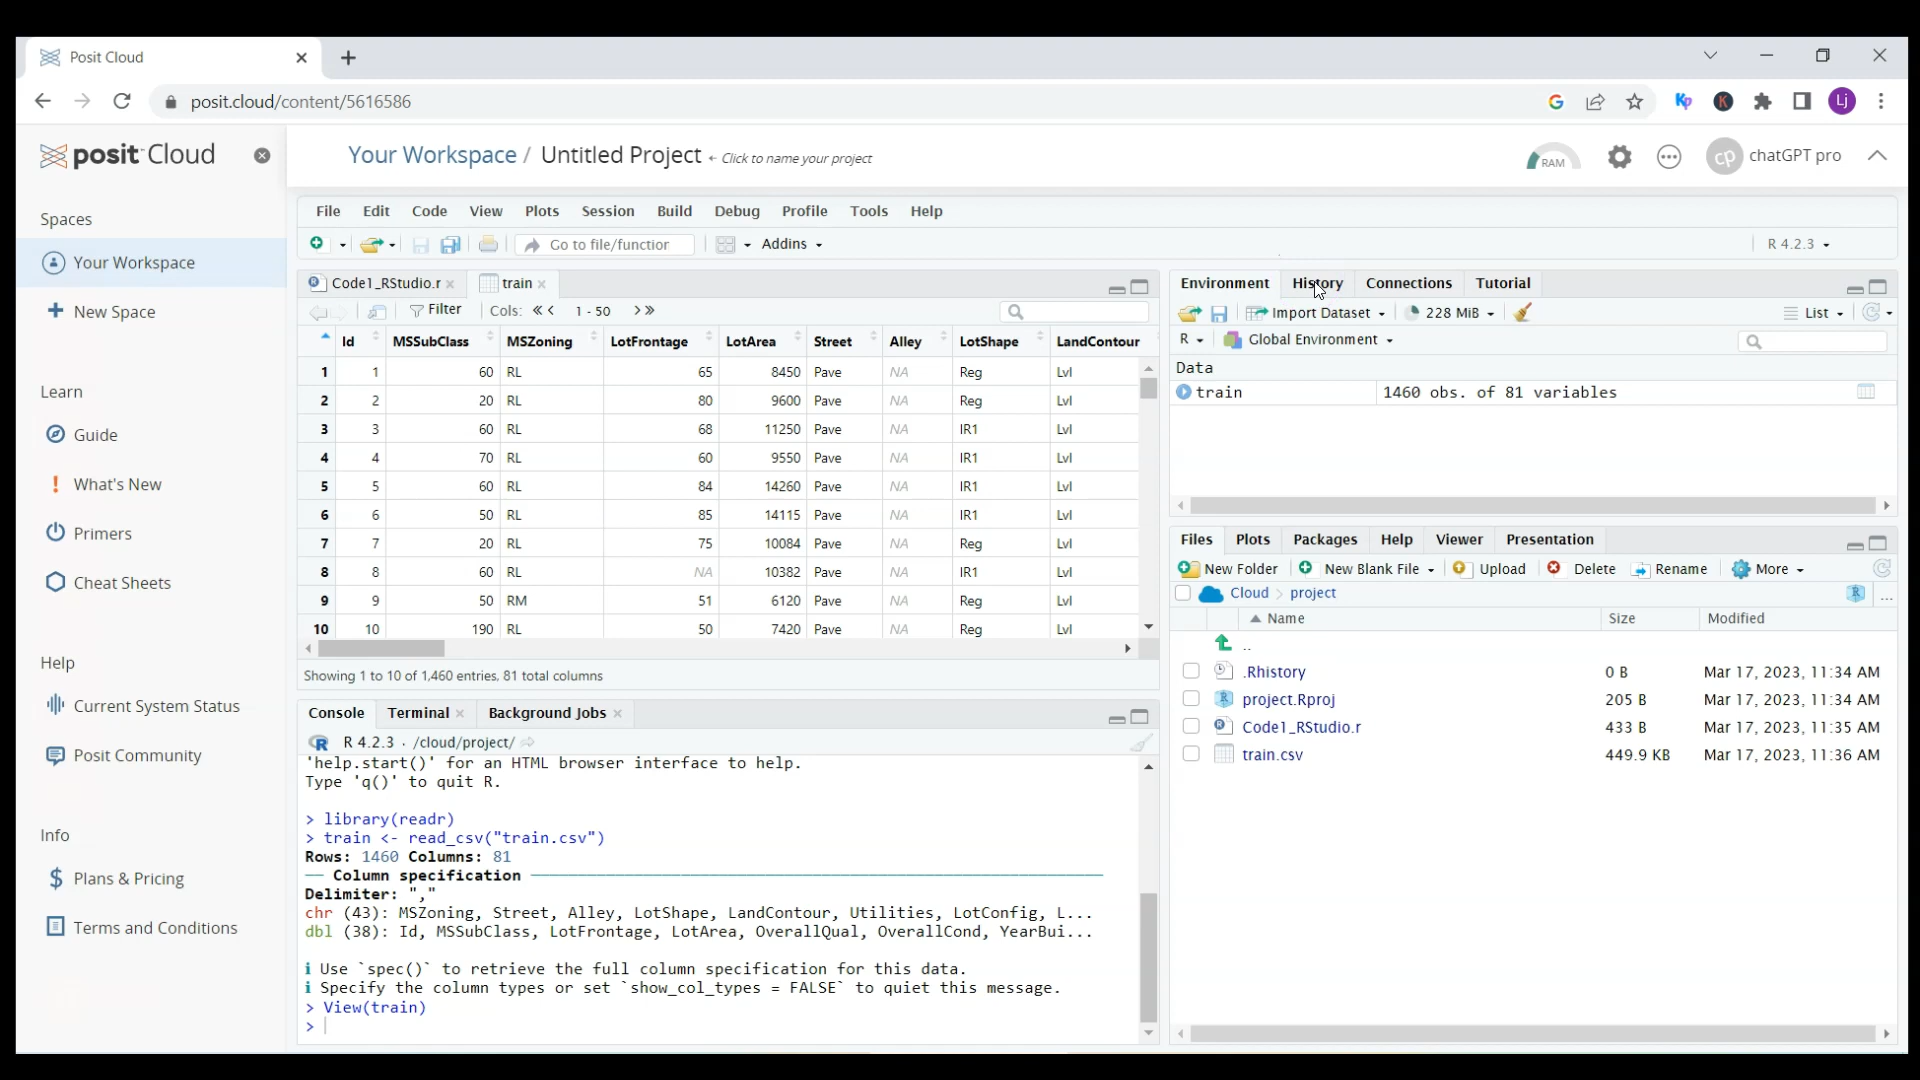 Posit Cloud
posit.cloud/content/5616586
Lj
posit Cloud
Your Workspace / Untitled Project ← Click to name your project
RAM
cp chatGPT pro
Spaces
Your Workspace
New Space
Learn
Guide
What's New
Primers
Cheat Sheets
Help
Current System Status
Posit Community
Info
Plans & Pricing
Terms and Conditions
File Edit Code View Plots Session Build Debug Profile Tools Help
Go to file/function Addins R 4.2.3
Code1_RStudio.r train
Filter Cols: 1 - 50
Id MSSubClass MSZoning LotFrontage LotArea Street Alley LotShape LandContour
1 1 60 RL 65 8450 Pave NA Reg Lvl
2 2 20 RL 80 9600 Pave NA Reg Lvl
3 3 60 RL 68 11250 Pave NA IR1 Lvl
4 4 70 RL 60 9550 Pave NA IR1 Lvl
5 5 60 RL 84 14260 Pave NA IR1 Lvl
6 6 50 RL 85 14115 Pave NA IR1 Lvl
7 7 20 RL 75 10084 Pave NA Reg Lvl
8 8 60 RL NA 10382 Pave NA IR1 Lvl
9 9 50 RM 51 6120 Pave NA Reg Lvl
10 10 190 RL 50 7420 Pave NA Reg Lvl
Showing 1 to 10 of 1,460 entries, 81 total columns
Console Terminal Background Jobs
R 4.2.3 · /cloud/project/
'help.start()' for an HTML browser interface to help.
Type 'q()' to quit R.
> library(readr)
> train <- read_csv("train.csv")
Rows: 1460 Columns: 81
── Column specification ──────────
Delimiter: ","
chr (43): MSZoning, Street, Alley, LotShape, LandContour, Utilities, LotConfig, L...
dbl (38): Id, MSSubClass, LotFrontage, LotArea, OverallQual, OverallCond, YearBui...
ℹ Use `spec()` to retrieve the full column specification for this data.
ℹ Specify the column types or set `show_col_types = FALSE` to quiet this message.
> View(train)
>
Environment History Connections Tutorial
Import Dataset 228 MiB List
R Global Environment
Data
train 1460 obs. of 81 variables
Files Plots Packages Help Viewer Presentation
New Folder New Blank File Upload Delete Rename More
Cloud > project ...
Name Size Modified
..
.Rhistory 0 B Mar 17, 2023, 11:34 AM
project.Rproj 205 B Mar 17, 2023, 11:34 AM
Code1_RStudio.r 433 B Mar 17, 2023, 11:35 AM
train.csv 449.9 KB Mar 17, 2023, 11:36 AM